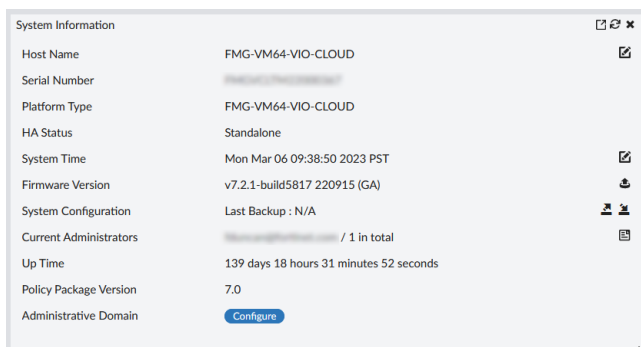 System Information
Host Name FMG-VM64-VIO-CLOUD
Serial Number
Platform Type FMG-VM64-VIO-CLOUD
HA Status Standalone
System Time Mon Mar 06 09:38:50 2023 PST
Firmware Version v7.2.1-build5817 220915 (GA)
System Configuration Last Backup : N/A
Current Administrators / 1 in total
Up Time 139 days 18 hours 31 minutes 52 seconds
Policy Package Version 7.0
Administrative Domain Configure